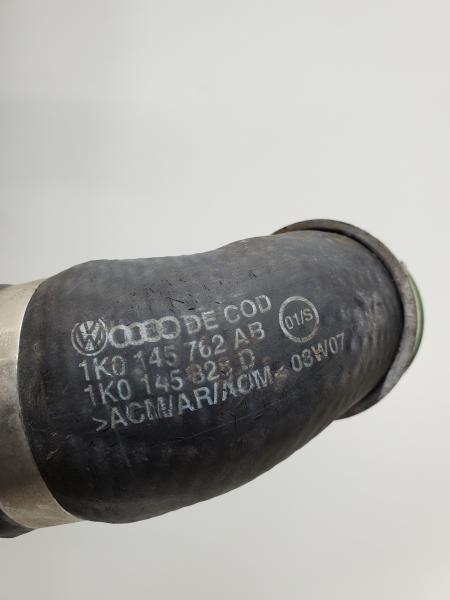 DE COD
1K0 145 762 AB 01/S
1K0 145 828 D
>ACM/AR/ACM< 03W07